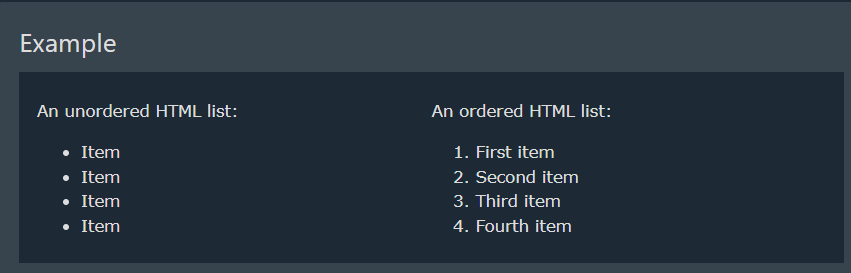 Example
An unordered HTML list:
• Item
• Item
• Item
• Item
An ordered HTML list:
1. First item
2. Second item
3. Third item
4. Fourth item